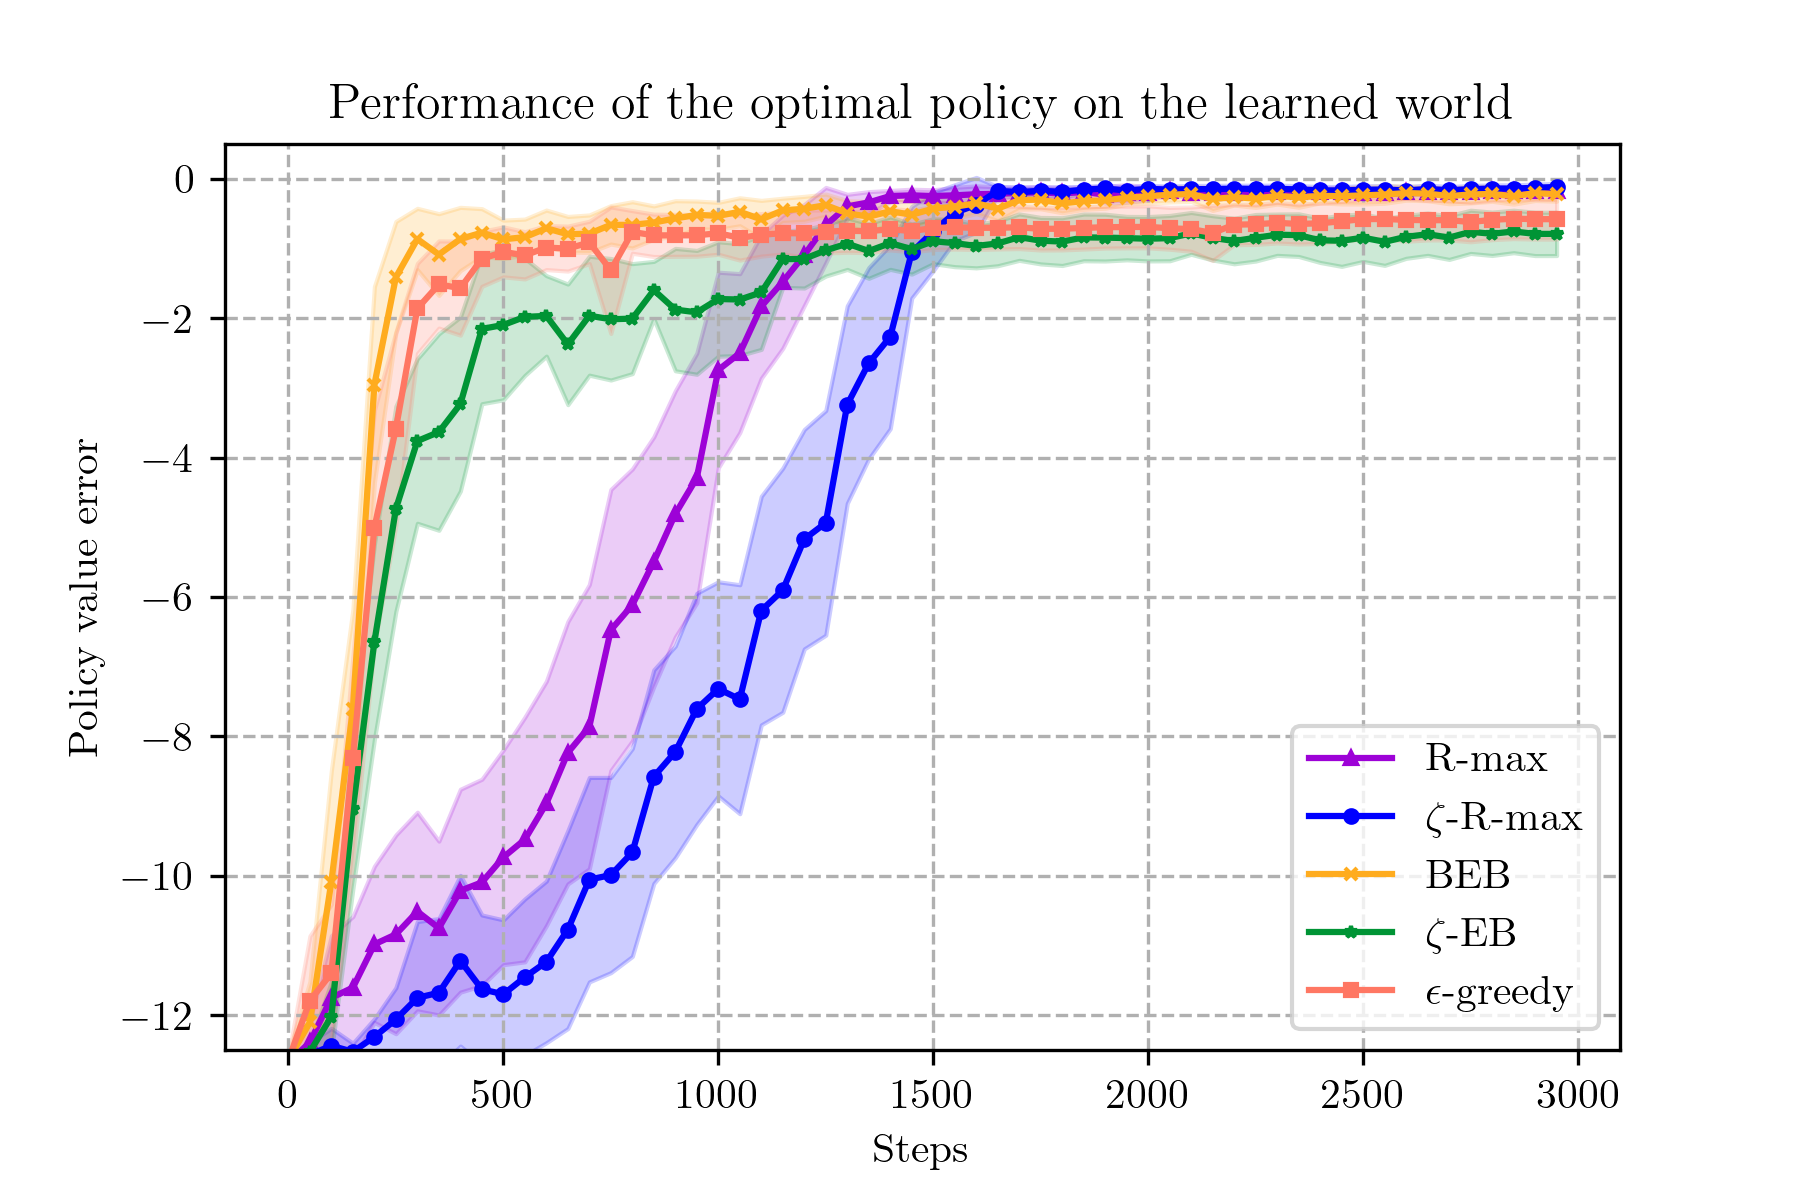 Performance of the optimal policy on the learned world
Policy value error
0
−2
−4
−6
−8
−10
−12
R-max
ζ-R-max
BEB
ζ-EB
ϵ-greedy
0 500 1000 1500 2000 2500 3000
Steps